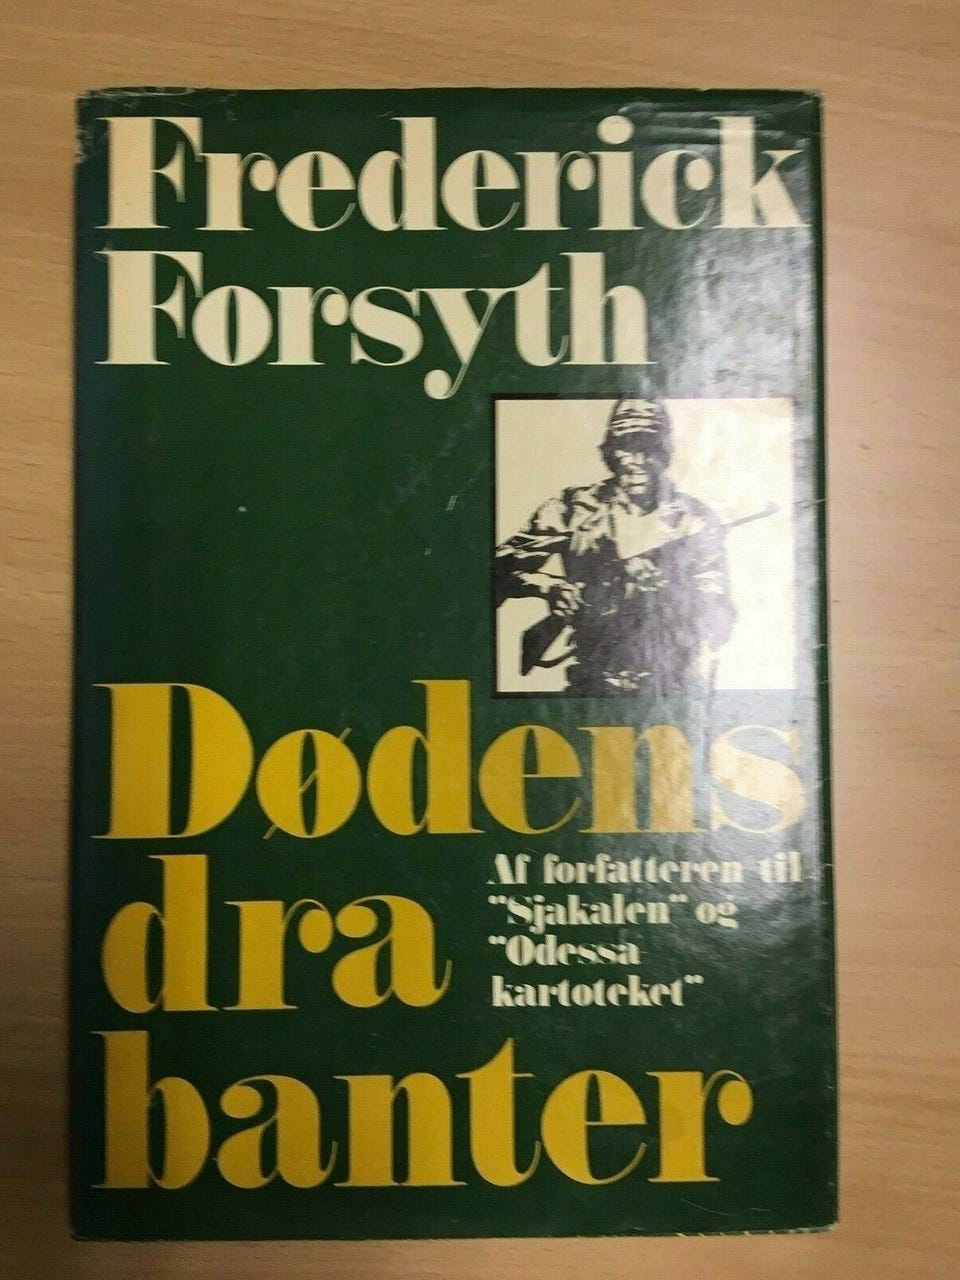 Frederick
Forsyth
Dødens
dra
banter
Af forfatteren til
"Sjakalen" og
"Odessa
kartoteket"